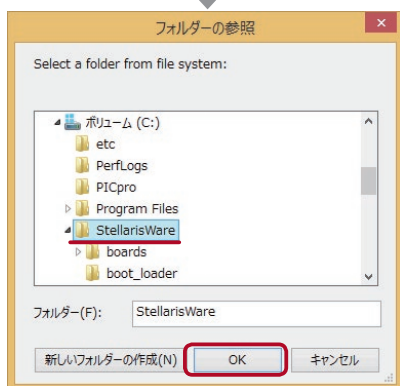 フォルダーの参照
Select a folder from file system:
ボリューム (C:)
etc
PerfLogs
PICpro
Program Files
StellarisWare
boards
boot_loader
フォルダー(F): StellarisWare
新しいフォルダーの作成(N) OK キャンセル